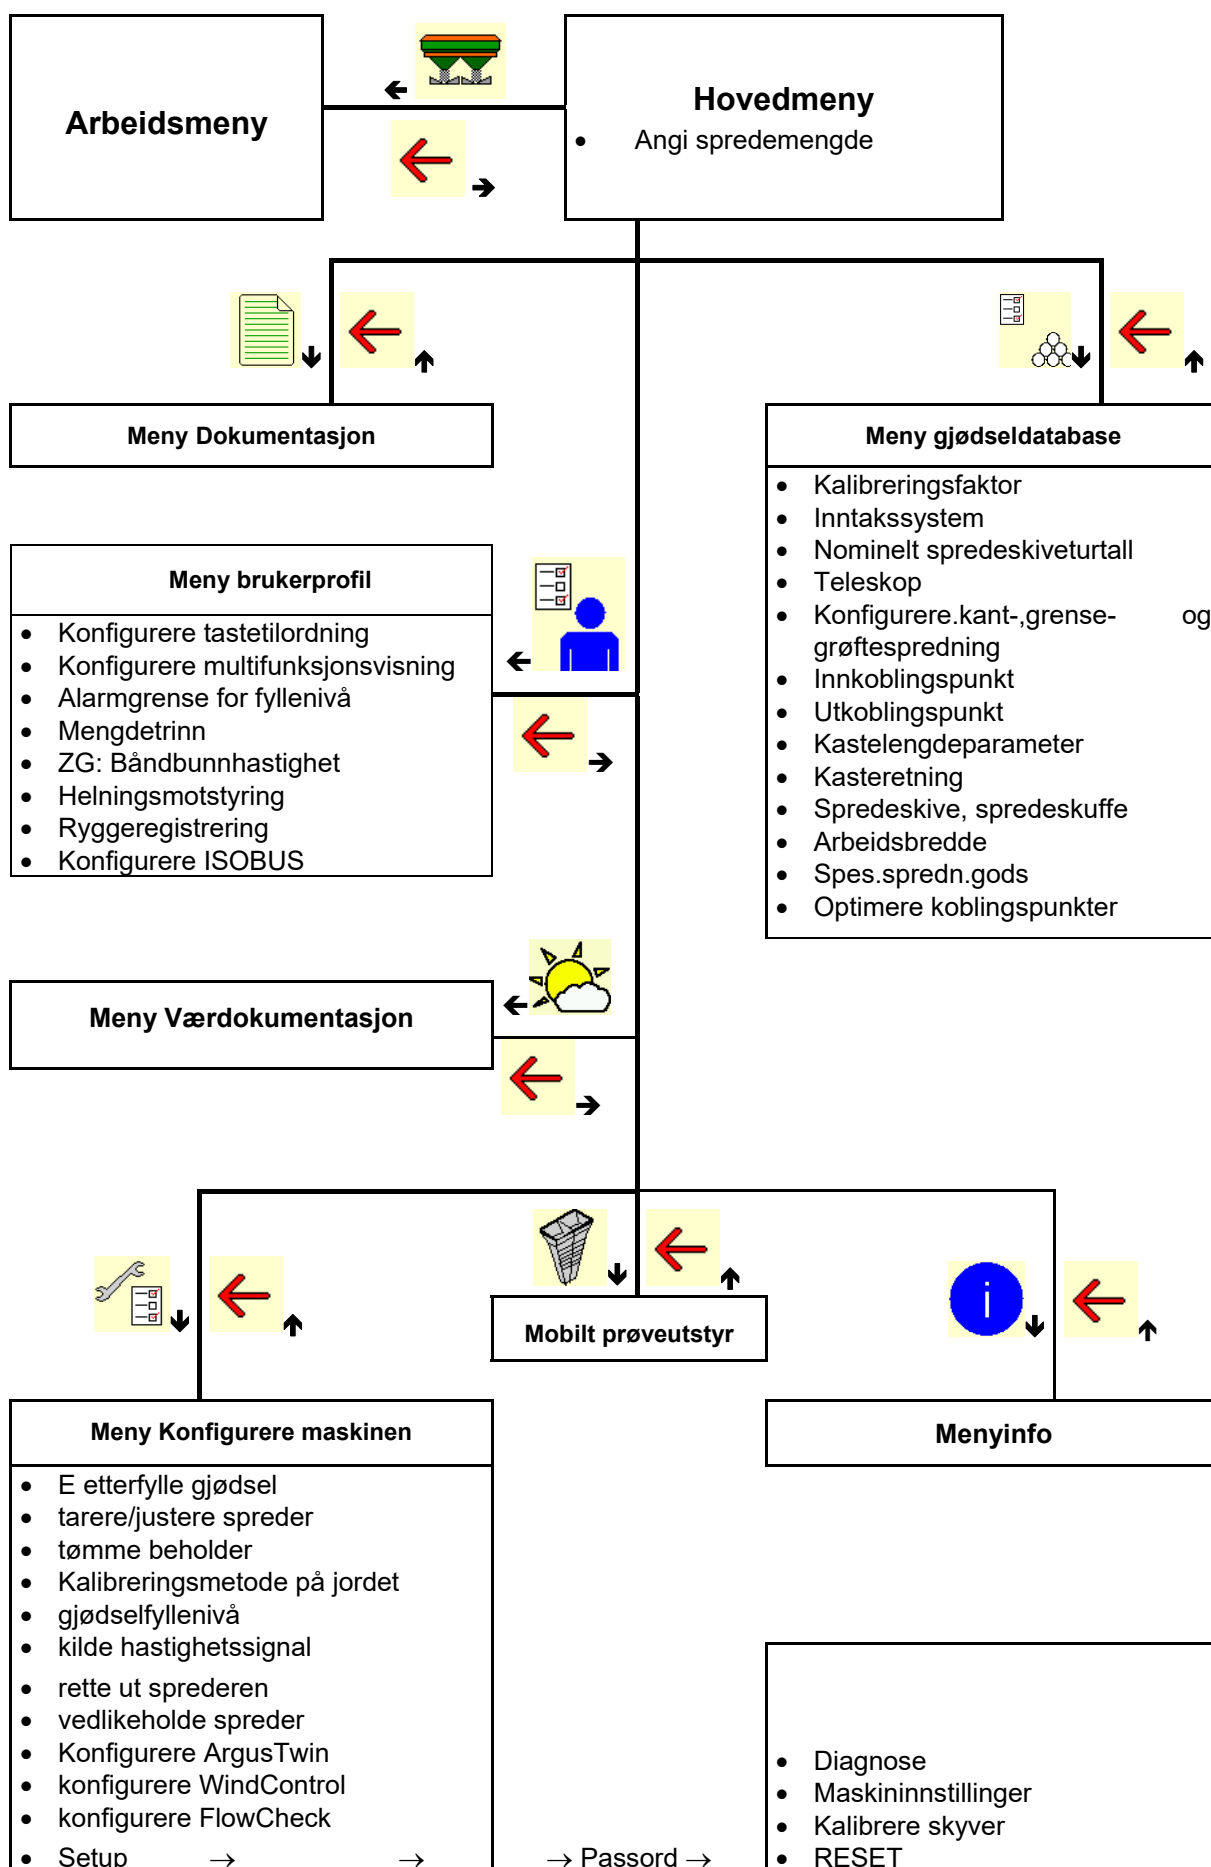 Arbeidsmeny
Hovedmeny
• Angi spredemengde
Meny Dokumentasjon
Meny gjødseldatabase
• Kalibreringsfaktor
• Inntakssystem
• Nominelt spredeskiveturtall
• Teleskop
• Konfigurere.kant-,grense- og
grøftespredning
• Innkoblingspunkt
• Utkoblingspunkt
• Kastelengdeparameter
• Kasteretning
• Spredeskive, spredeskuffe
• Arbeidsbredde
• Spes.spredn.gods
• Optimere koblingspunkter
Meny brukerprofil
• Konfigurere tastetilordning
• Konfigurere multifunksjonsvisning
• Alarmgrense for fyllenivå
• Mengdetrinn
• ZG: Båndbunnhastighet
• Helningsmotstyring
• Ryggeregistrering
• Konfigurere ISOBUS
Meny Værdokumentasjon
Mobilt prøveutstyr
i
Meny Konfigurere maskinen
• E etterfylle gjødsel
• tarere/justere spreder
• tømme beholder
• Kalibreringsmetode på jordet
• gjødselfyllenivå
• kilde hastighetssignal
• rette ut sprederen
• vedlikeholde spreder
• Konfigurere ArgusTwin
• konfigurere WindControl
• konfigurere FlowCheck
• Setup → → → Passord →
Menyinfo
• Diagnose
• Maskininnstillinger
• Kalibrere skyver
• RESET